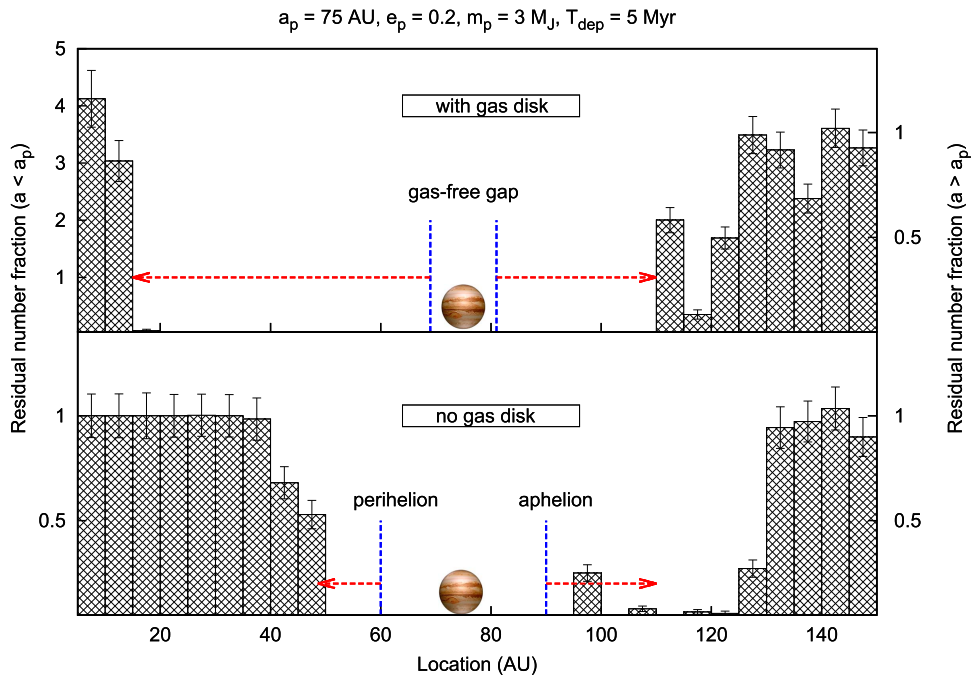 a_p = 75 AU, e_p = 0.2, m_p = 3 M_J, T_dep = 5 Myr
5
4
3
2
1
with gas disk
gas-free gap
1
0.5
Residual number fraction (a < a_p)
Residual number fraction (a > a_p)
1
0.5
no gas disk
perihelion
aphelion
1
0.5
20 40 60 80 100 120 140
Location (AU)